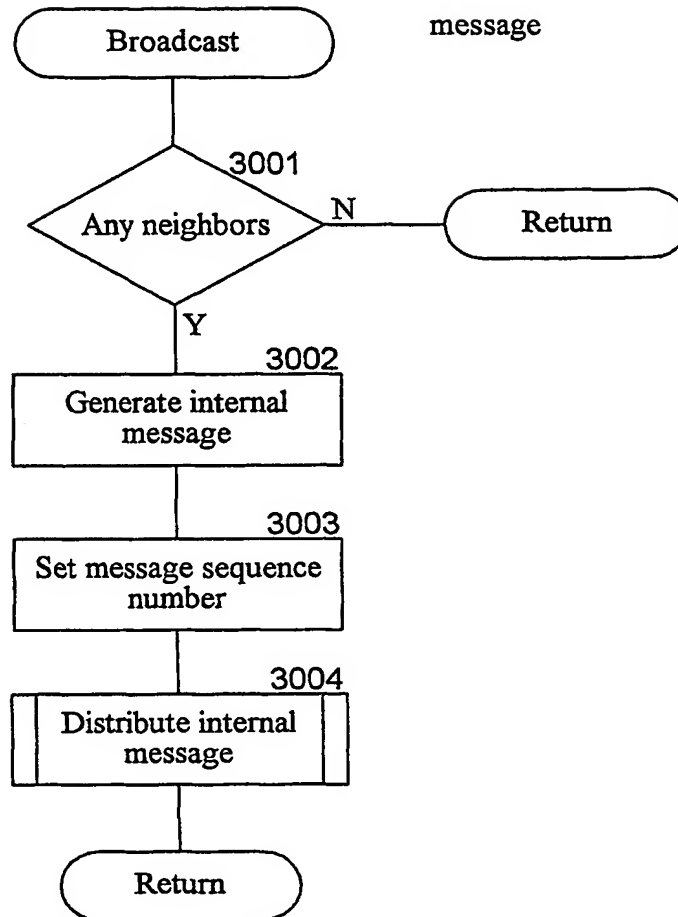 Broadcast
message
3001
Any neighbors
N
Return
Y
3002
Generate internal
message
3003
Set message sequence
number
3004
Distribute internal
message
Return